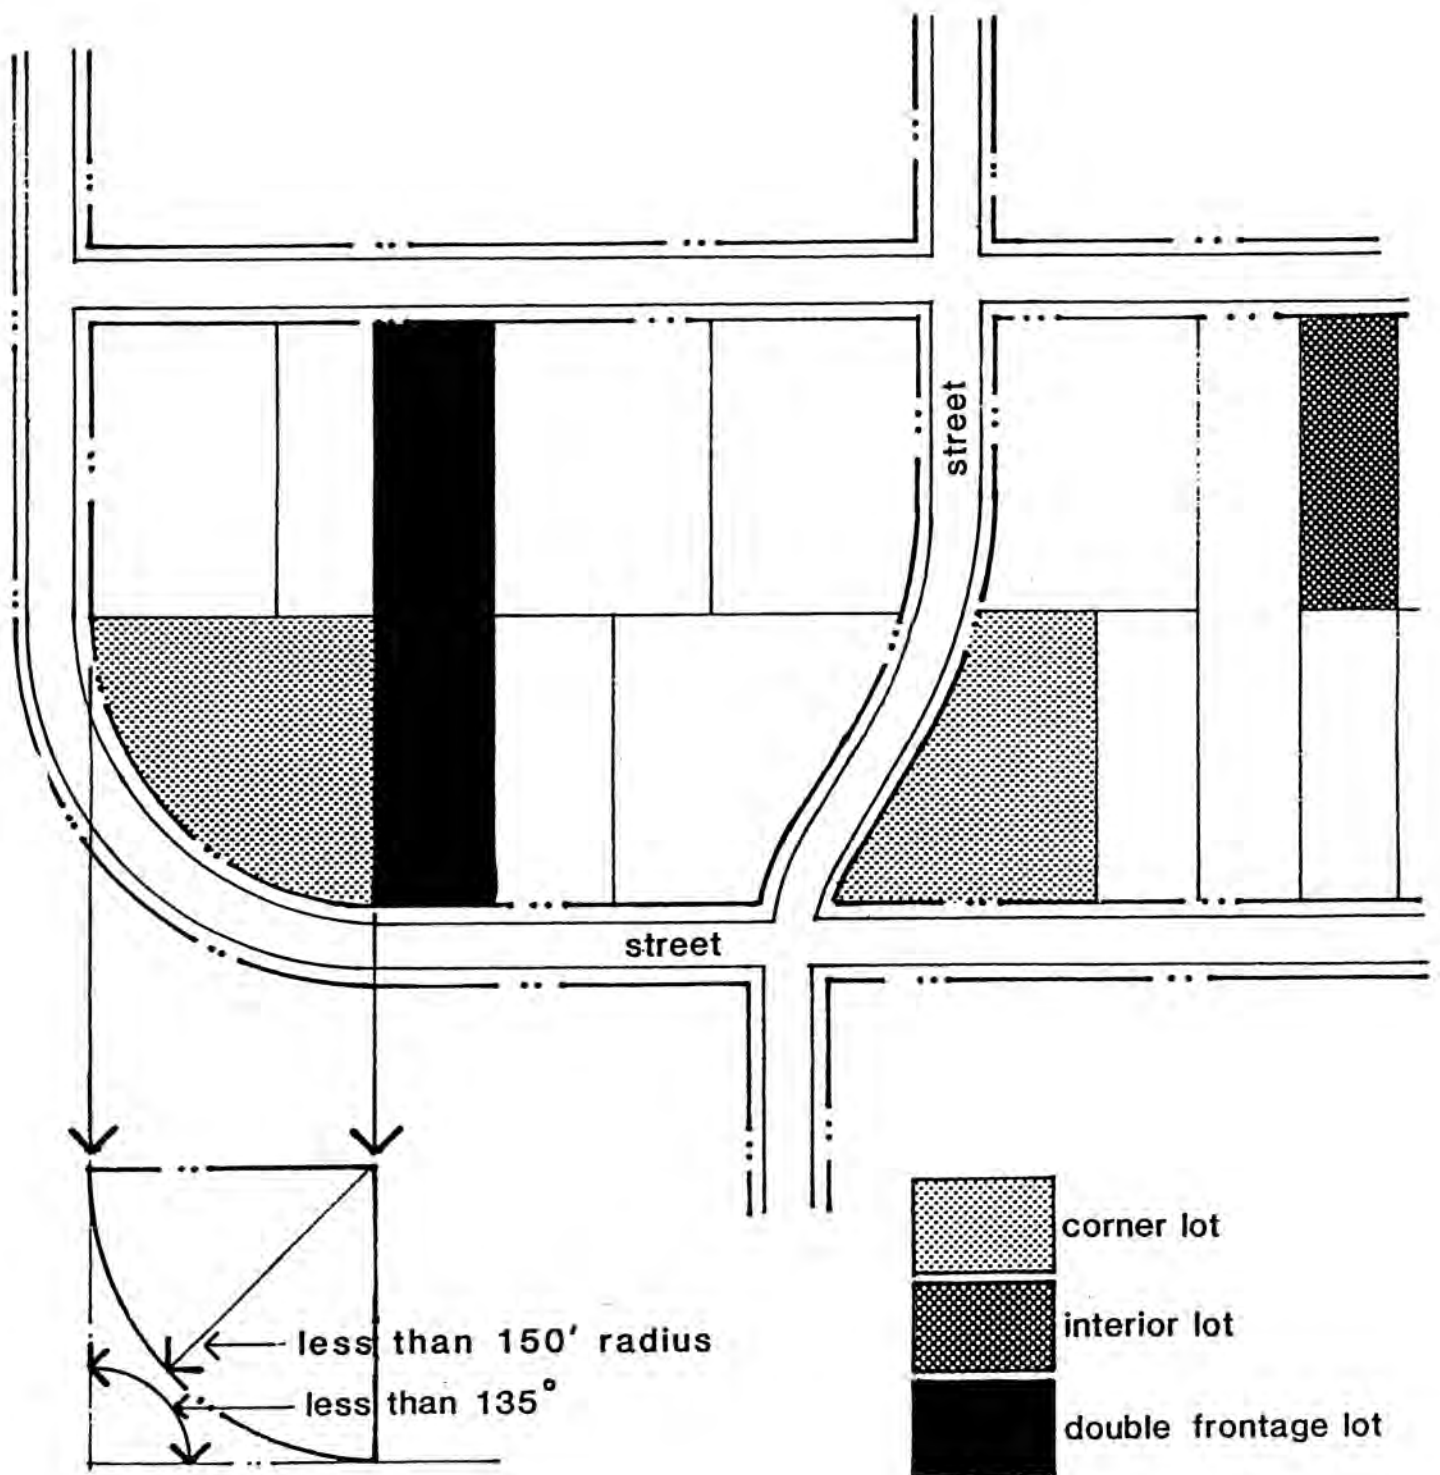 street
street
less than 150' radius
less than 135°
corner lot
interior lot
double frontage lot